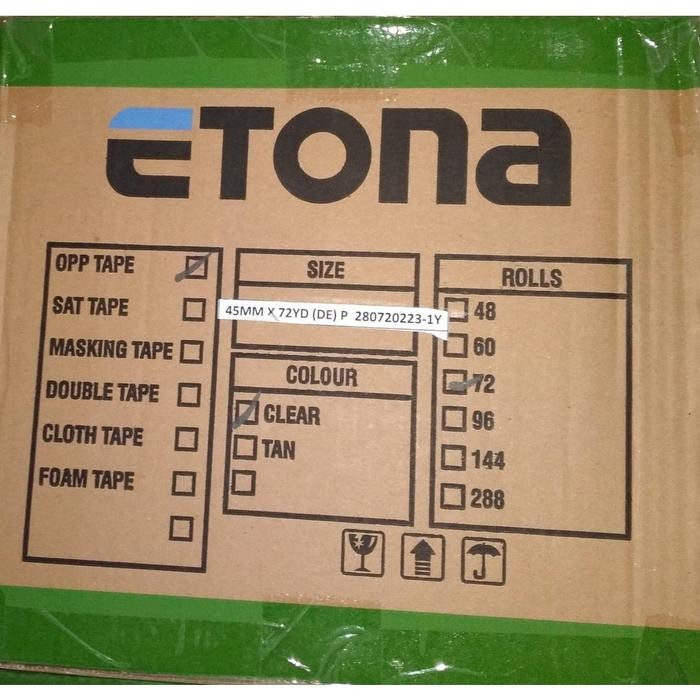 ETONA
OPP TAPE
SAT TAPE
MASKING TAPE
DOUBLE TAPE
CLOTH TAPE
FOAM TAPE
SIZE
45MM X 72YD (DE) P 280720223-1Y
COLOUR
CLEAR
TAN
ROLLS
48
60
72
96
144
288